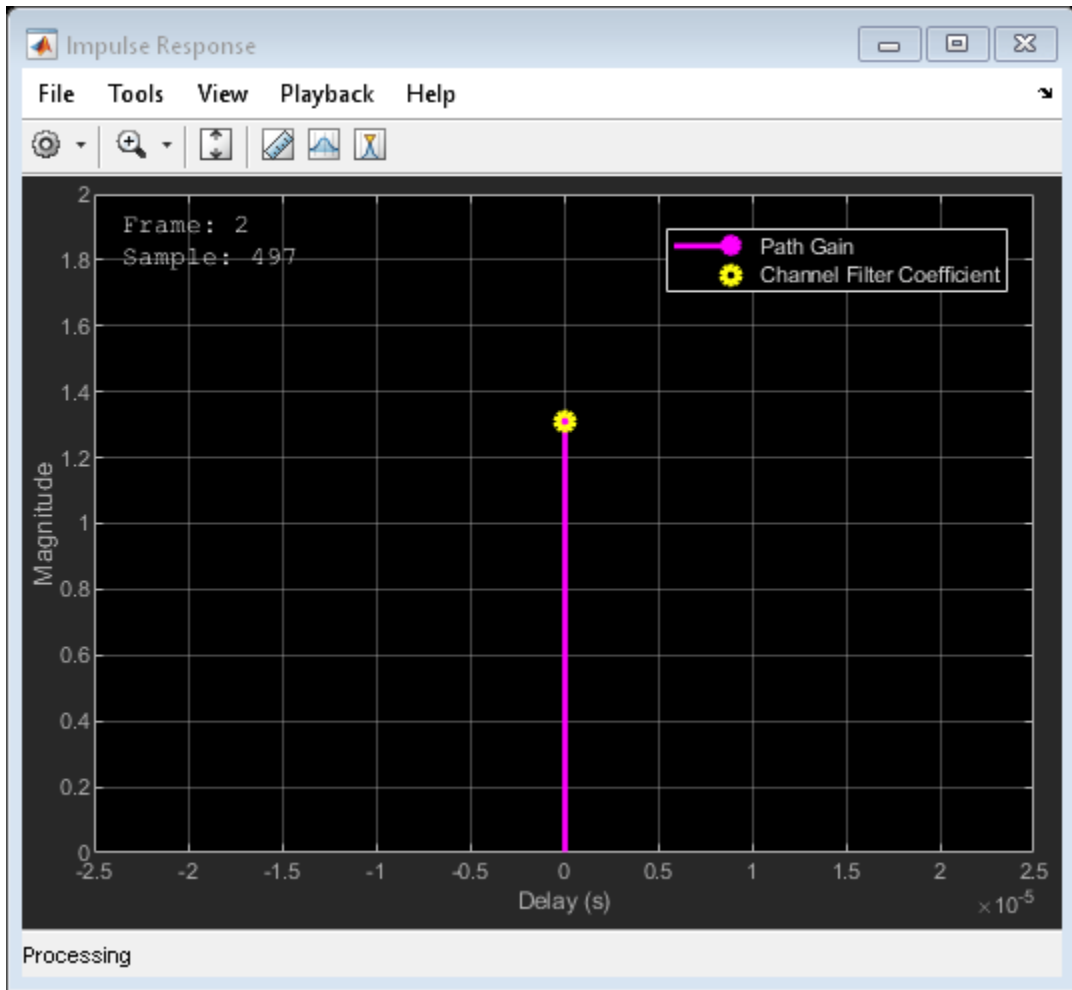 Impulse Response
File Tools View Playback Help
Frame: 2
Sample: 497
Path Gain
Channel Filter Coefficient
2
1.8
1.6
1.4
1.2
1
0.8
0.6
0.4
0.2
0
Magnitude
-2.5 -2 -1.5 -1 -0.5 0 0.5 1 1.5 2 2.5
Delay (s)
×10⁻⁵
Processing